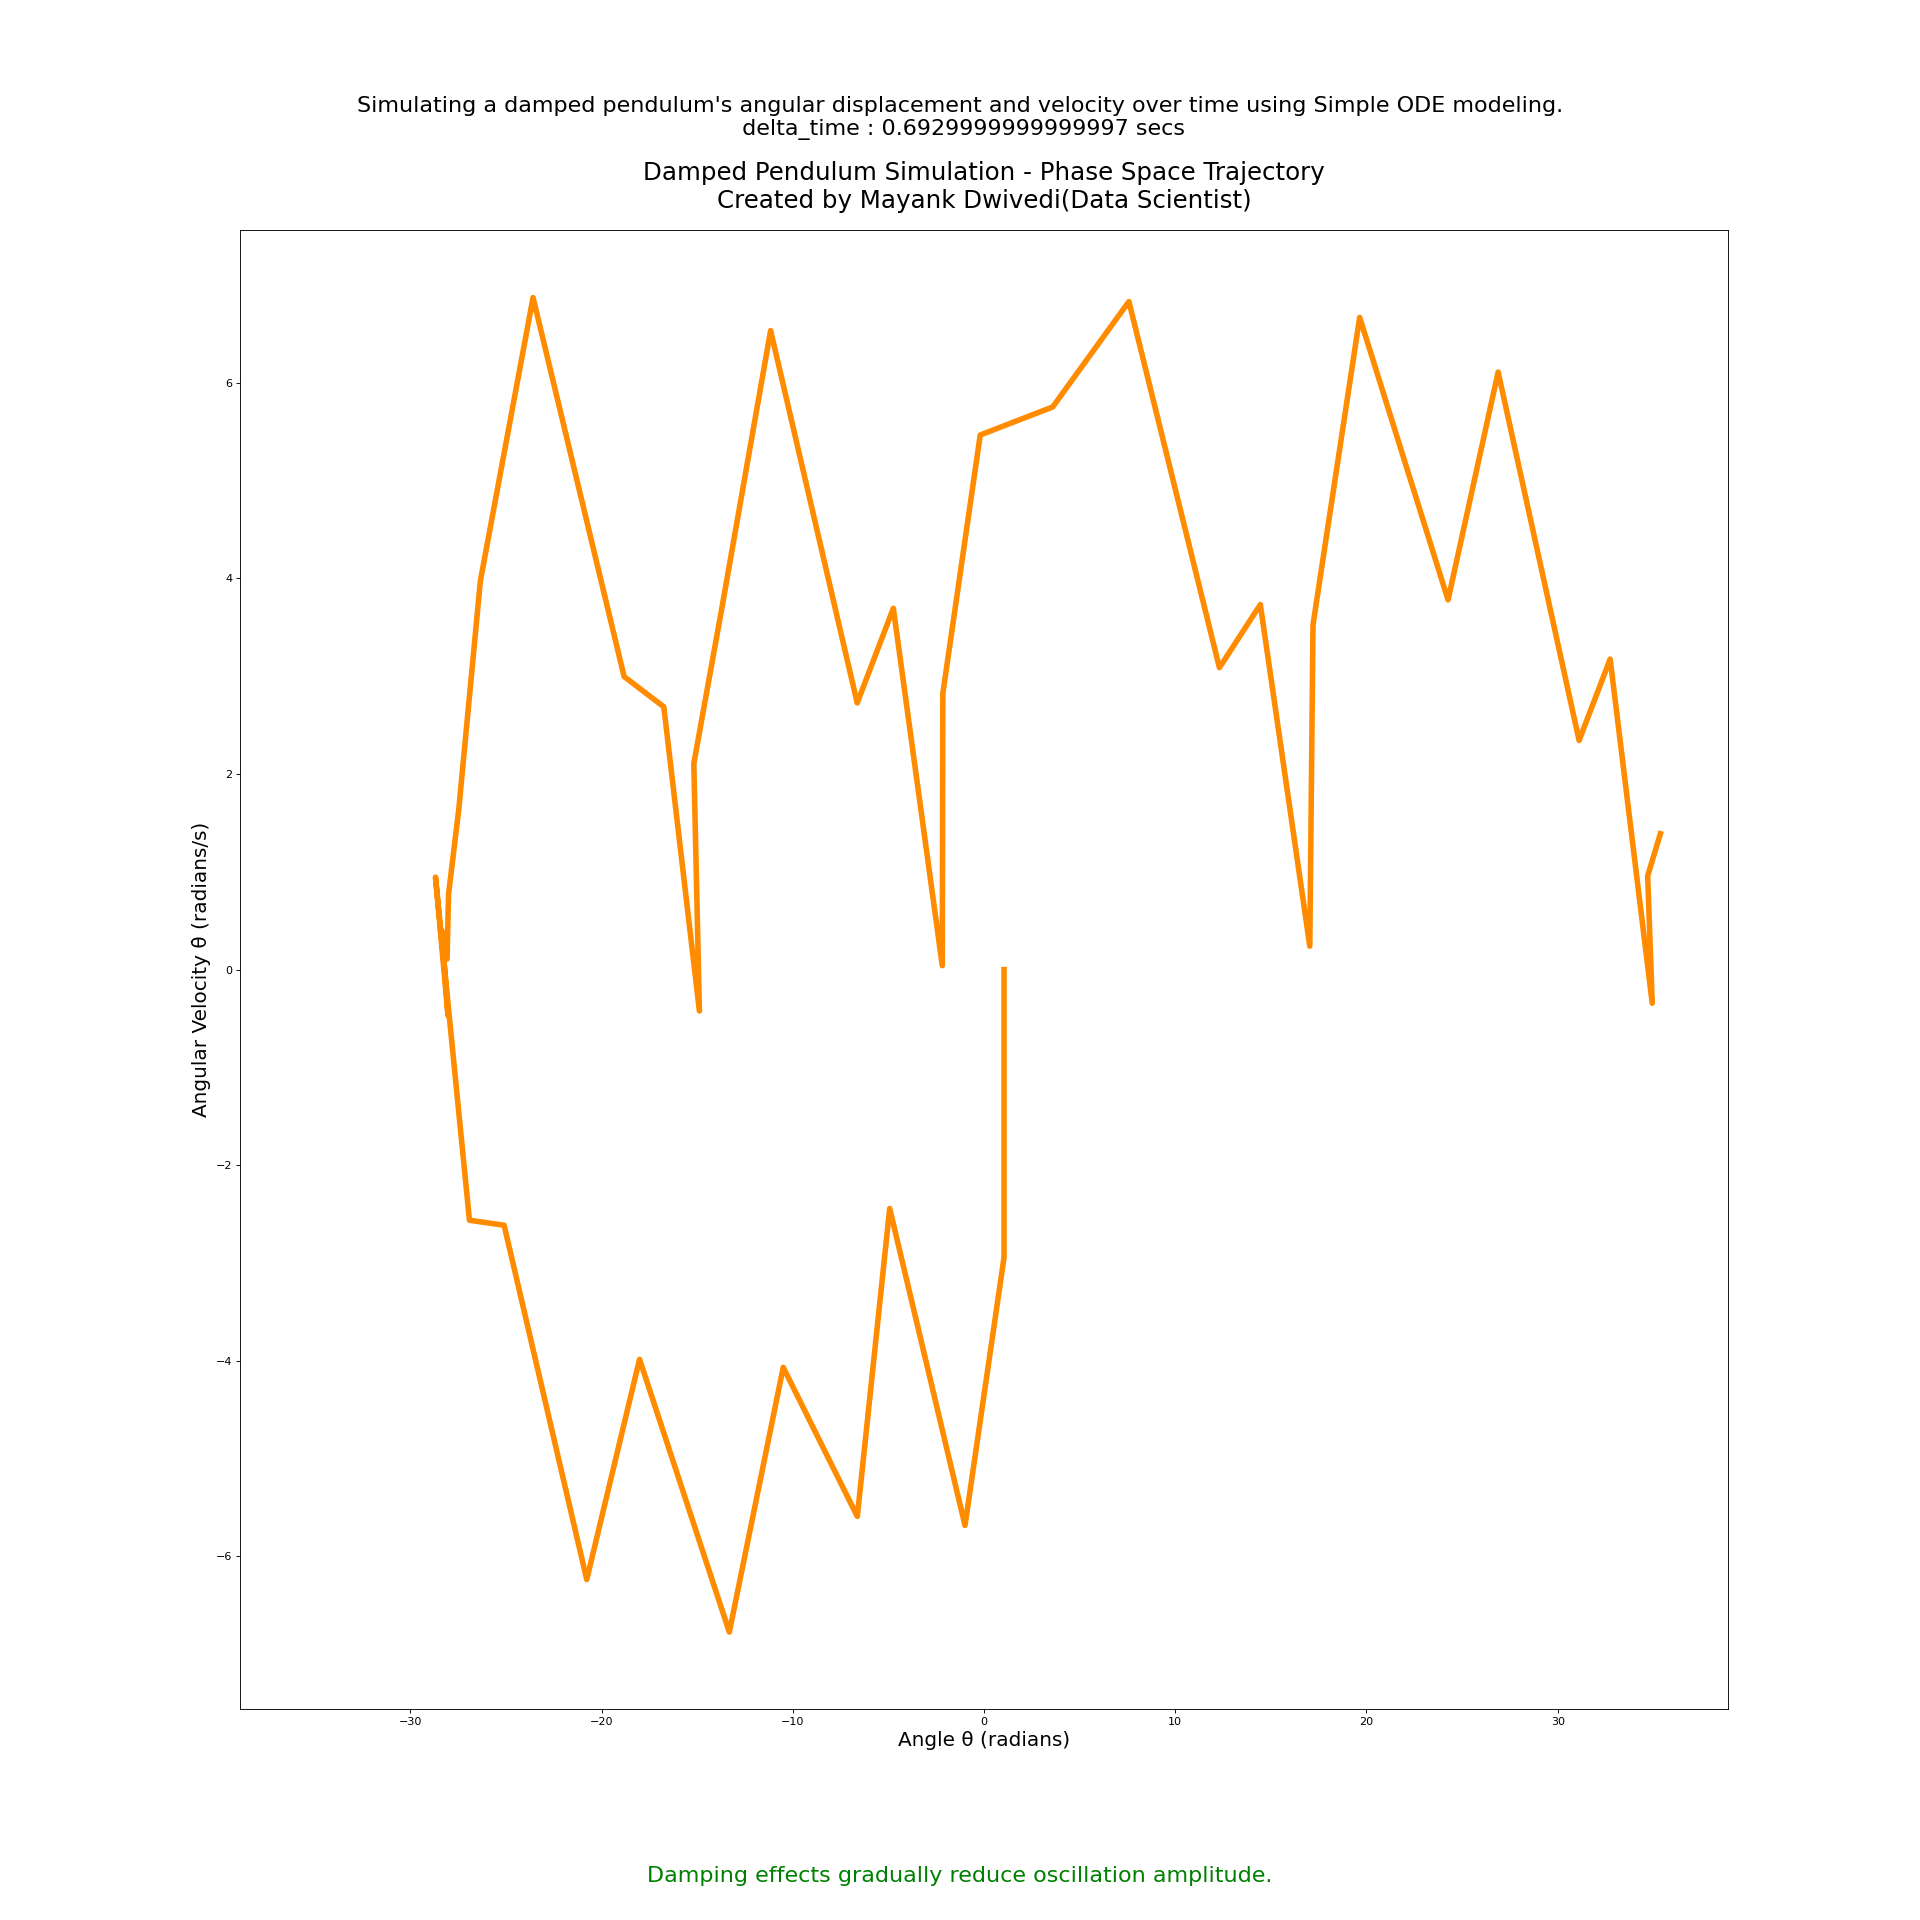 Simulating a damped pendulum's angular displacement and velocity over time using Simple ODE modeling.
delta_time : 0.6929999999999997 secs
Damped Pendulum Simulation - Phase Space Trajectory
Created by Mayank Dwivedi(Data Scientist)
Angular Velocity θ (radians/s)
6
4
2
0
−2
−4
−6
−30
−20
−10
0
10
20
30
Angle θ (radians)
Damping effects gradually reduce oscillation amplitude.